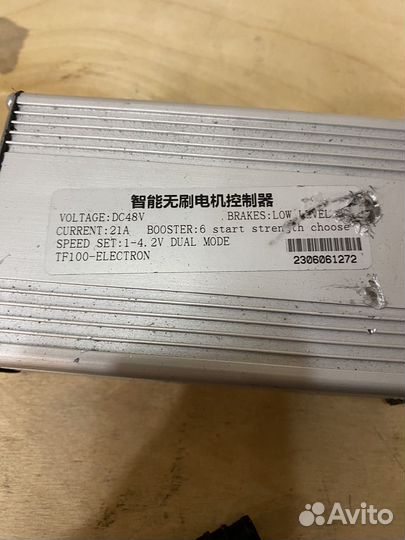 智能无刷电机控制器
VOLTAGE:DC48V BRAKES:LOW LEVEL
CURRENT:21A BOOSTER:6 start strength choose
SPEED SET:1-4.2V DUAL MODE
TF100-ELECTRON
2306061272
Avito